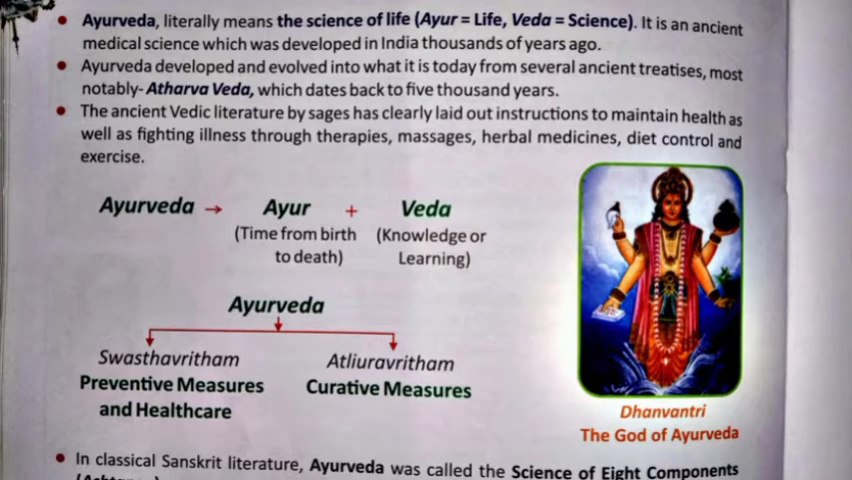 Ayurveda, literally means the science of life (Ayur = Life, Veda = Science). It is an ancient
medical science which was developed in India thousands of years ago.
Ayurveda developed and evolved into what it is today from several ancient treatises, most
notably- Atharva Veda, which dates back to five thousand years.
The ancient Vedic literature by sages has clearly laid out instructions to maintain health as
well as fighting illness through therapies, massages, herbal medicines, diet control and
exercise.
Ayurveda → Ayur + Veda
(Time from birth (Knowledge or
to death) Learning)
Ayurveda
Swasthavritham Atliuravritham
Preventive Measures Curative Measures
and Healthcare
Dhanvantri
The God of Ayurveda
In classical Sanskrit literature, Ayurveda was called the Science of Eight Components